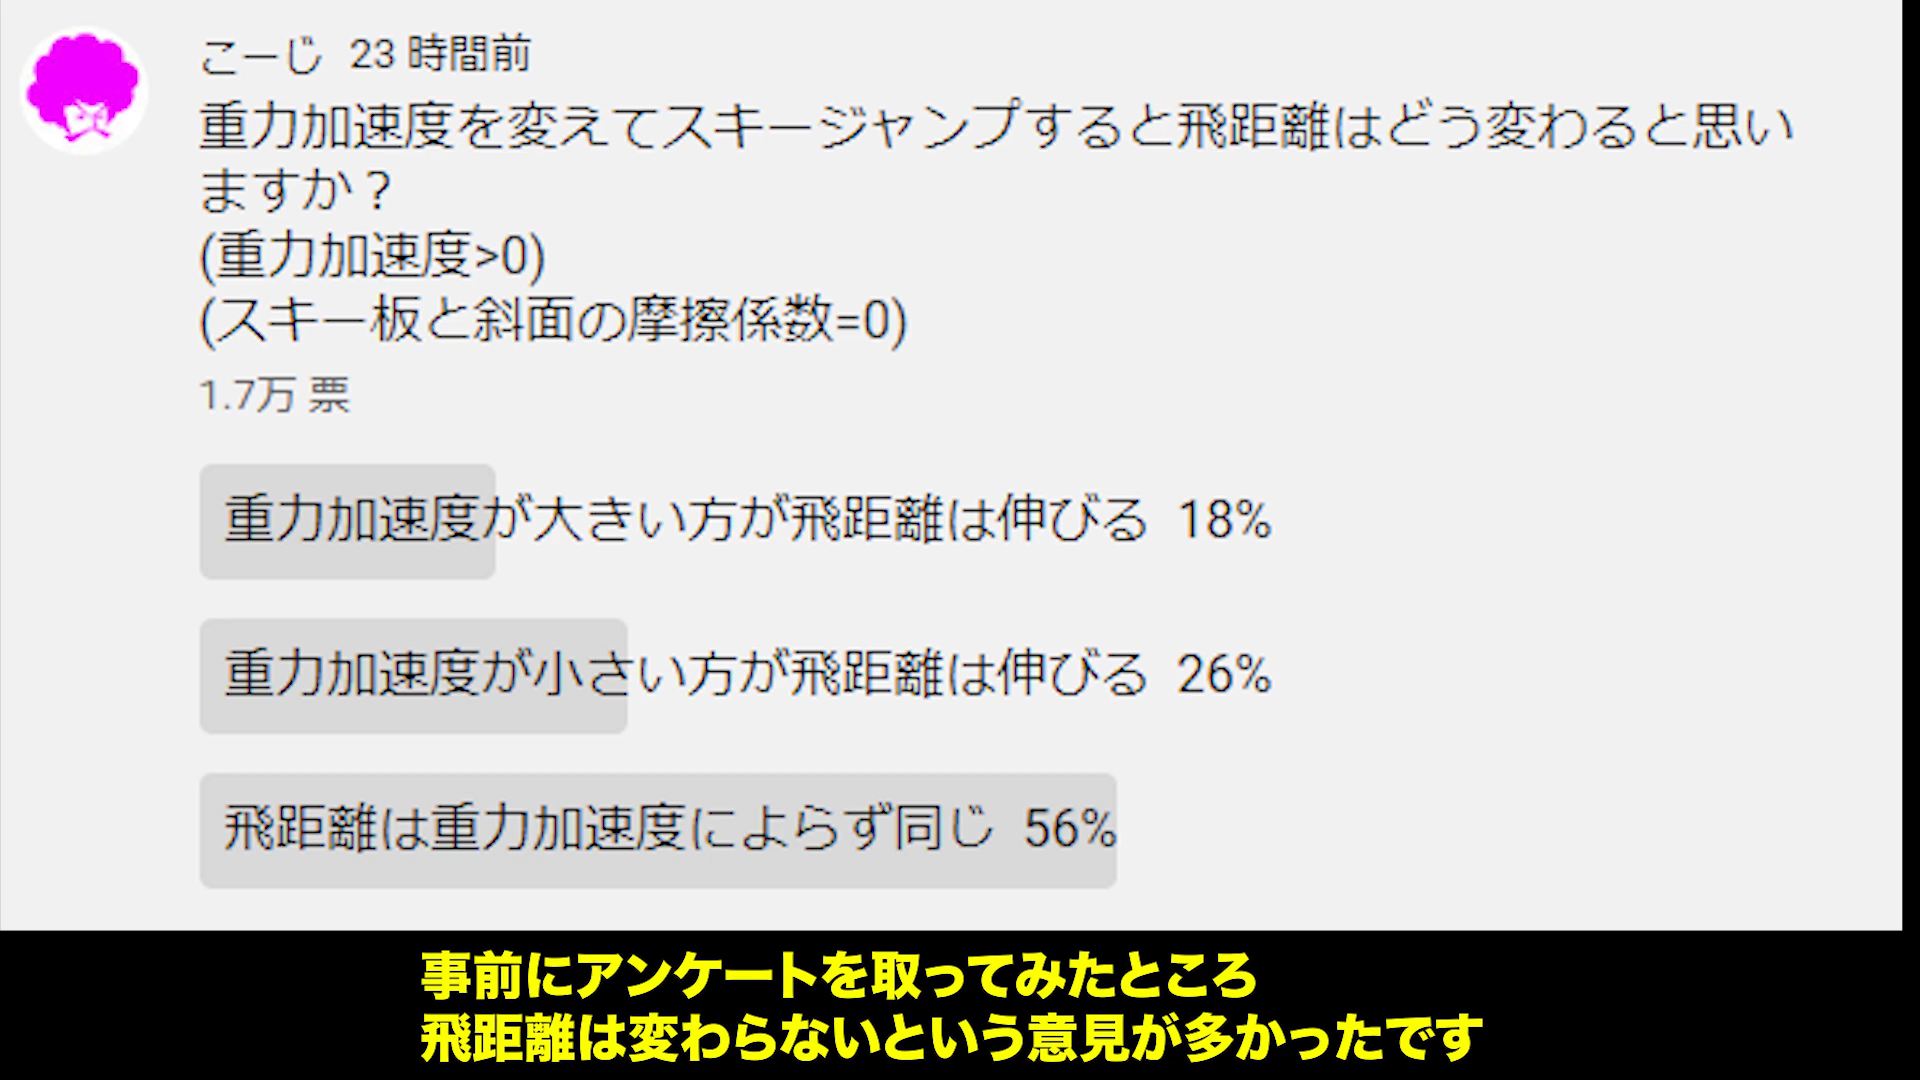 こーじ 23 時間前
重力加速度を変えてスキージャンプすると飛距離はどう変わると思い
ますか？
(重力加速度>0)
(スキー板と斜面の摩擦係数=0)
1.7万 票
重力加速度が大きい方が飛距離は伸びる 18%
重力加速度が小さい方が飛距離は伸びる 26%
飛距離は重力加速度によらず同じ 56%
事前にアンケートを取ってみたところ
飛距離は変わらないという意見が多かったです